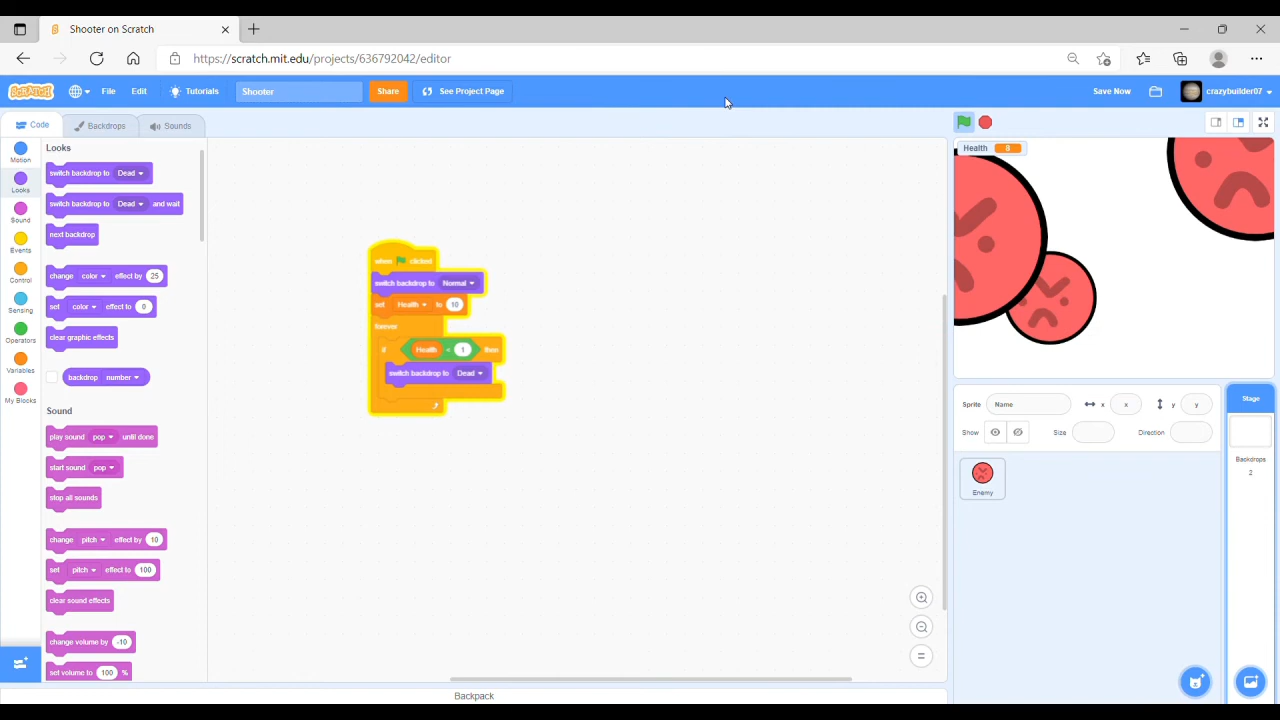 Shooter on Scratch
https://scratch.mit.edu/projects/636792042/editor
SCRATCH File Edit Tutorials Shooter Share See Project Page Save Now crazybuilder07
Code Backdrops Sounds
Motion
Looks
Sound
Events
Control
Sensing
Operators
Variables
My Blocks
Looks
switch backdrop to Dead
switch backdrop to Dead and wait
next backdrop
change color effect by 25
set color effect to 0
clear graphic effects
backdrop number
Sound
play sound pop until done
start sound pop
stop all sounds
change pitch effect by 10
set pitch effect to 100
clear sound effects
change volume by -10
set volume to 100 %
when clicked
switch backdrop to Normal
set Health to 10
forever
if Health < 1 then
switch backdrop to Dead
Health 8
Sprite Name x x y y
Show Size Direction
Enemy
Stage
Backdrops
2
Backpack